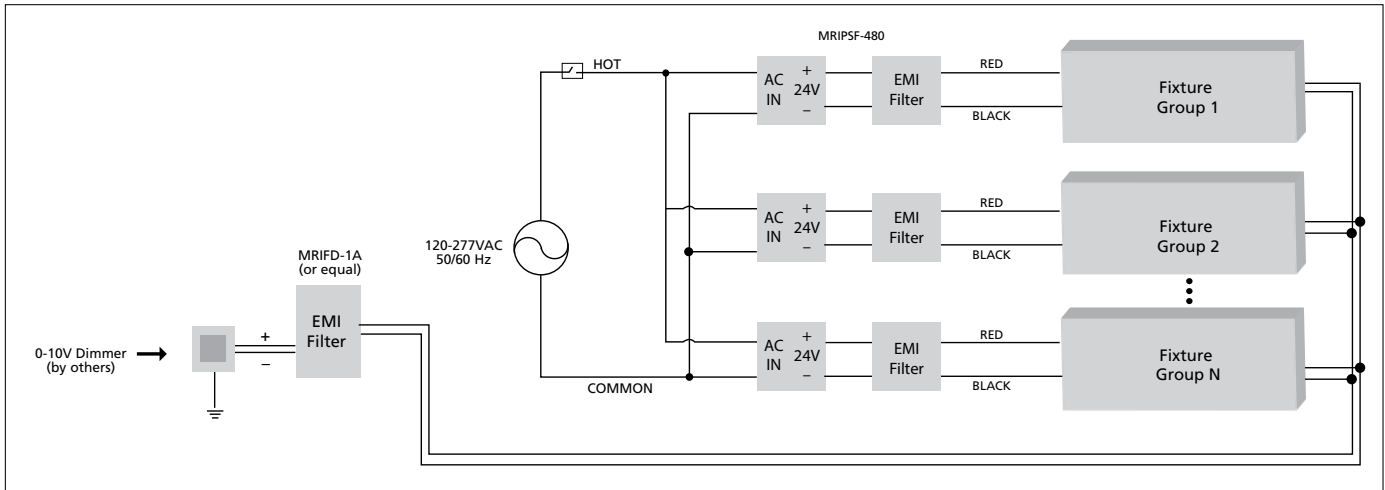 MRIPSF-480
HOT
AC
IN
+
24V
–
EMI
Filter
RED
BLACK
Fixture
Group 1
AC
IN
+
24V
–
EMI
Filter
RED
BLACK
Fixture
Group 2
120-277VAC
50/60 Hz
MRIFD-1A
(or equal)
EMI
Filter
+
–
0-10V Dimmer
(by others)
COMMON
AC
IN
+
24V
–
EMI
Filter
RED
BLACK
Fixture
Group N